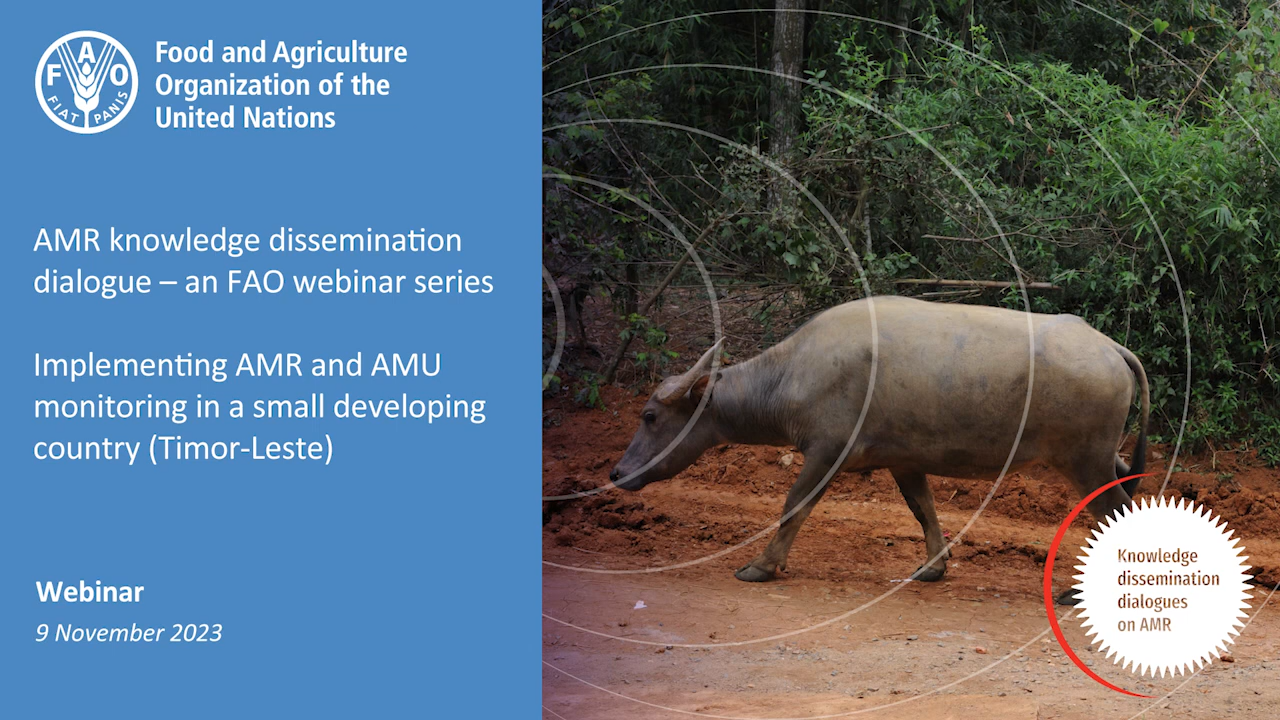 F A O
FIAT PANIS
Food and Agriculture
Organization of the
United Nations
AMR knowledge dissemination
dialogue – an FAO webinar series
Implementing AMR and AMU
monitoring in a small developing
country (Timor-Leste)
Webinar
9 November 2023
Knowledge
dissemination
dialogues
on AMR